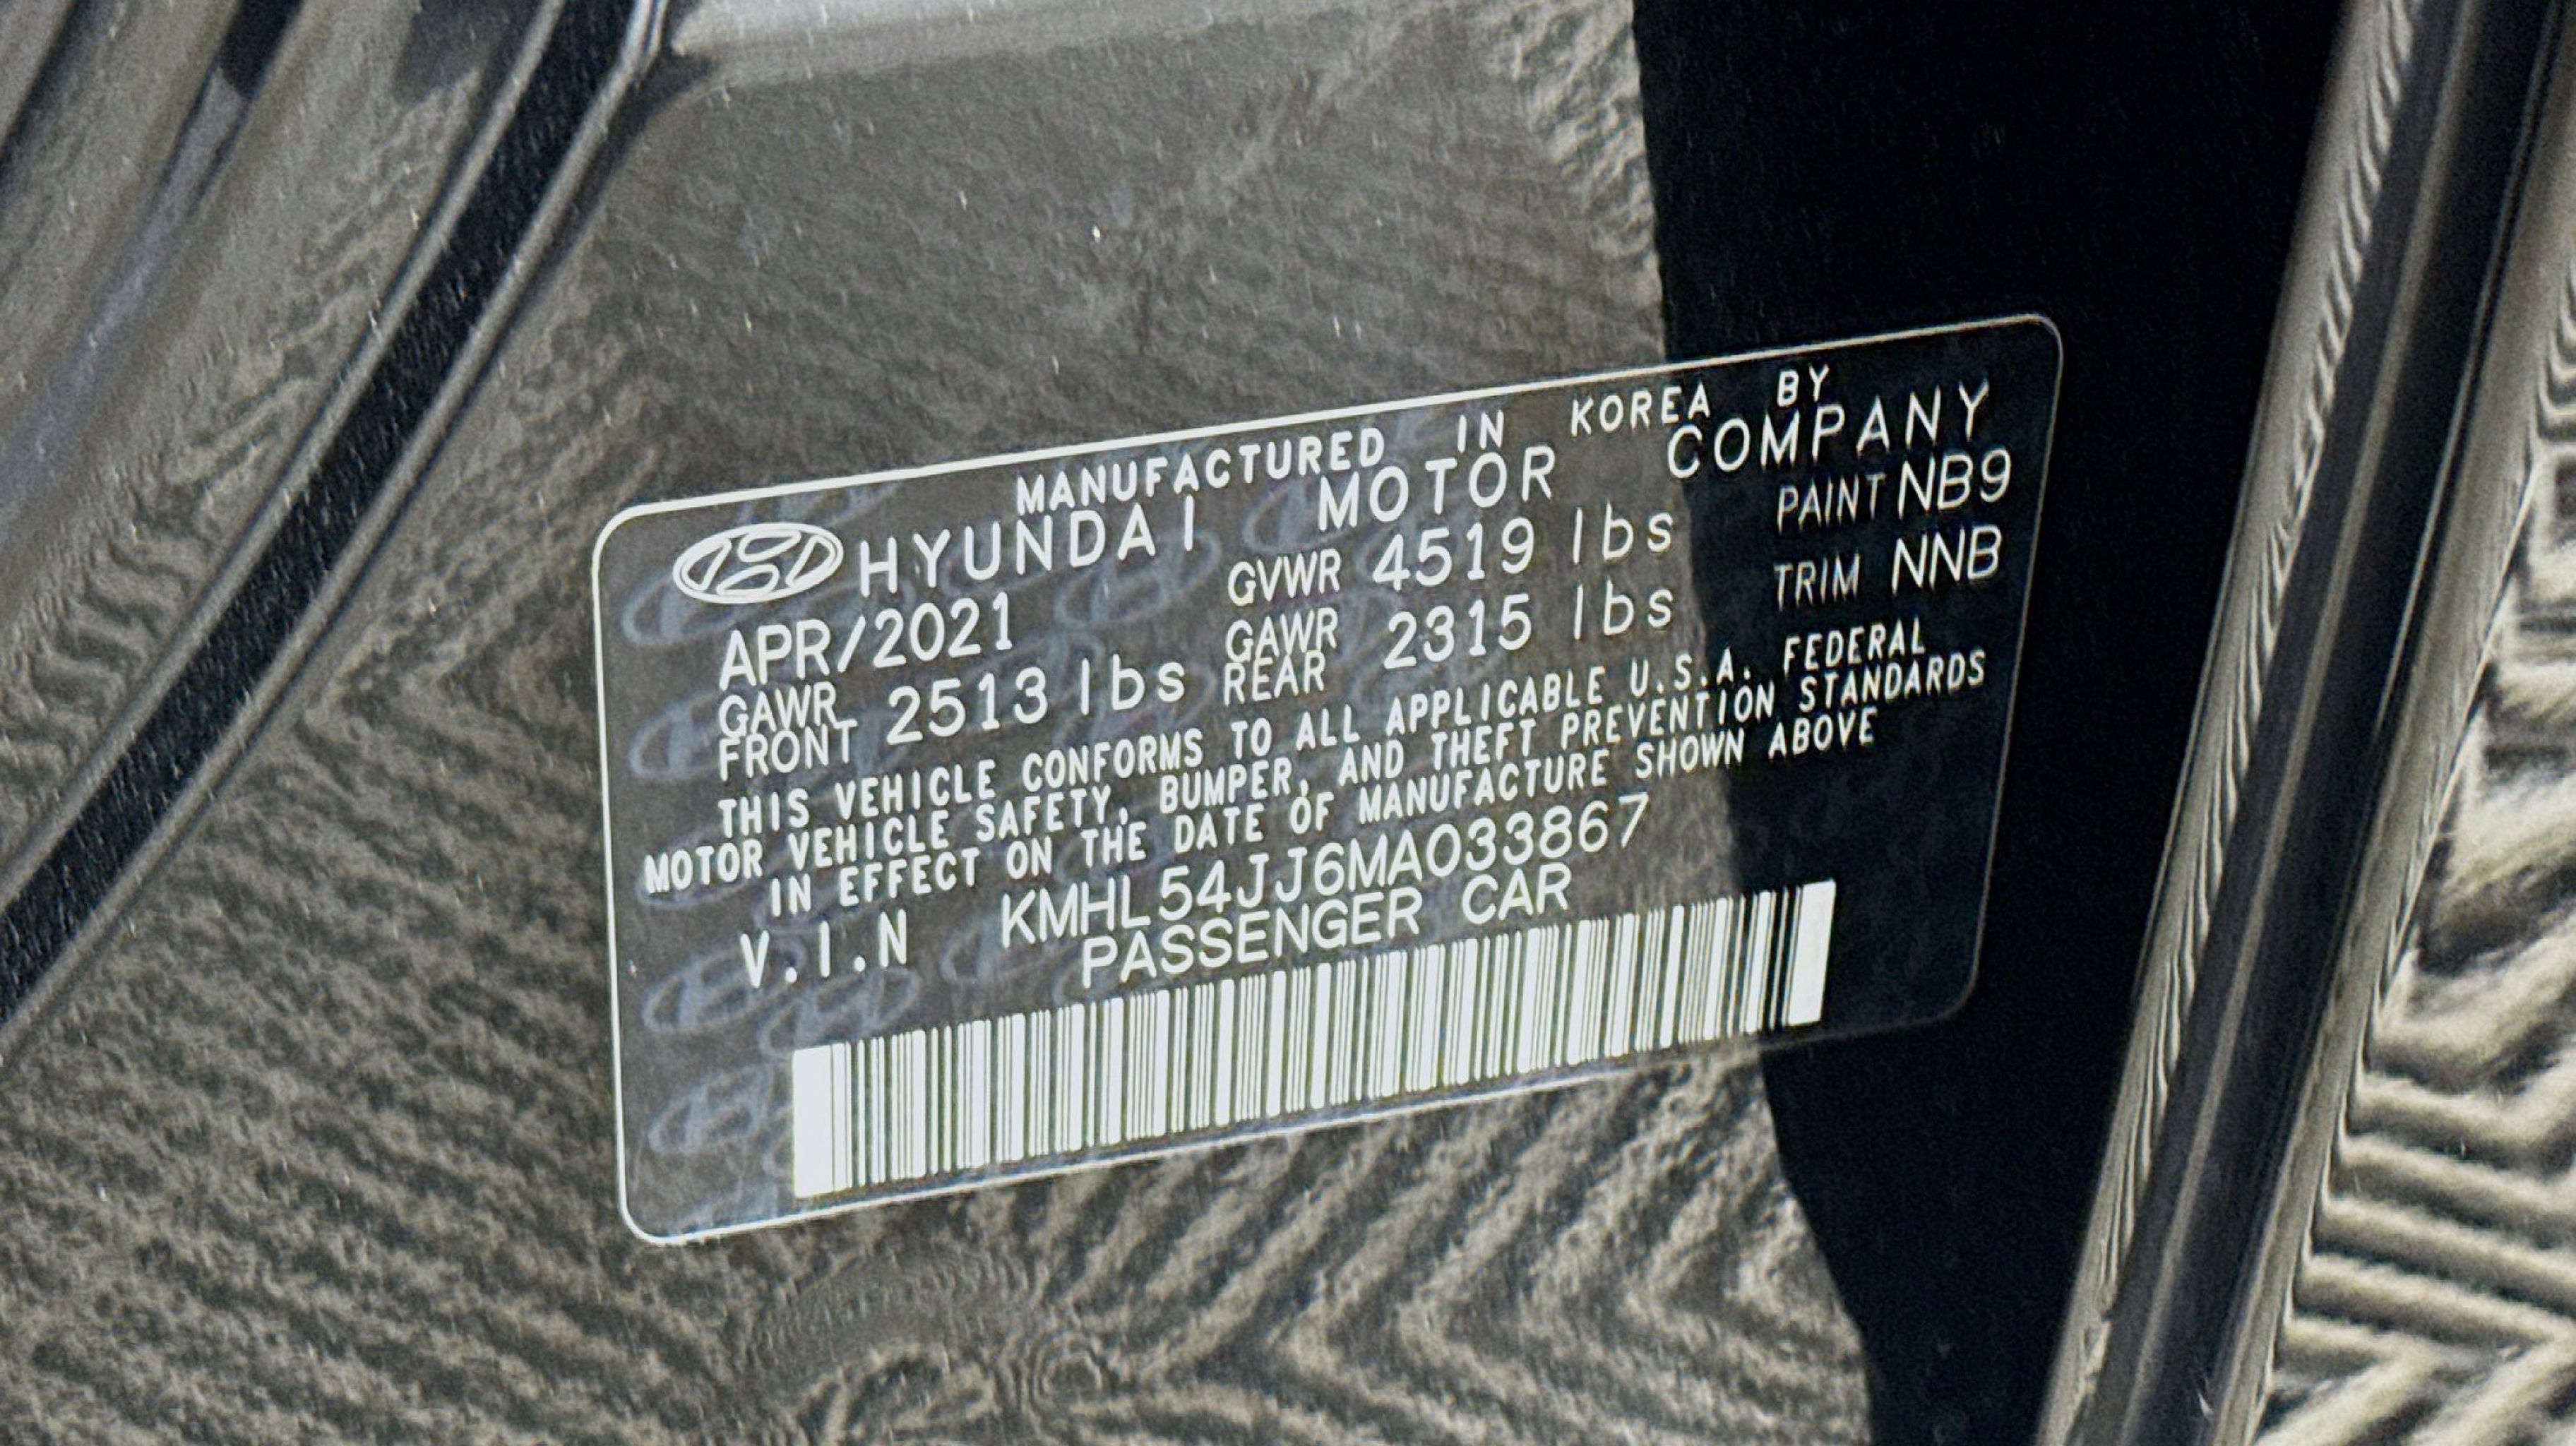 MANUFACTURED IN KOREA BY
HYUNDAI MOTOR COMPANY
APR/2021 GVWR 4519 lbs PAINT NB9
GAWR FRONT 2513 lbs GAWR REAR 2315 lbs TRIM NNB
THIS VEHICLE CONFORMS TO ALL APPLICABLE U.S.A. FEDERAL
MOTOR VEHICLE SAFETY, BUMPER, AND THEFT PREVENTION STANDARDS
IN EFFECT ON THE DATE OF MANUFACTURE SHOWN ABOVE
V.I.N KMHL54JJ6MA033867
PASSENGER CAR